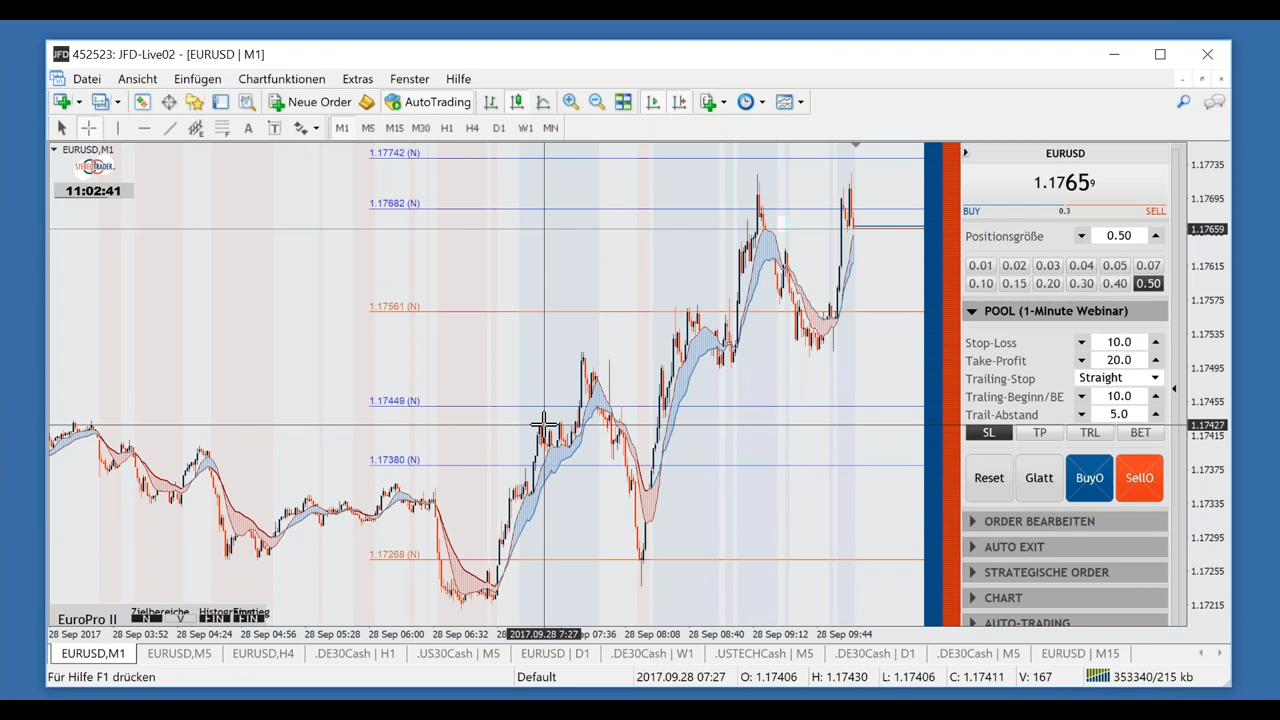 JFD 452523: JFD-Live02 - [EURUSD | M1]
Datei Ansicht Einfügen Chartfunktionen Extras Fenster Hilfe
Neue Order AutoTrading
A T E F M1 M5 M15 M30 H1 H4 D1 W1 MN
EURUSD,M1
STEREOTRADER
11:02:41
1.17742 (N)
1.17682 (N)
1.17561 (N)
1.17449 (N)
1.17380 (N)
1.17268 (N)
EuroPro II
Zielbereiche
N V EIN EIN
28 Sep 2017 28 Sep 03:52 28 Sep 04:24 28 Sep 04:56 28 Sep 05:28 28 Sep 06:00 28 Sep 06:32 28 2017.09.28 7:27 07:36 28 Sep 08:08 28 Sep 08:40 28 Sep 09:12 28 Sep 09:44
1.17735
1.17695
1.17659
1.17615
1.17575
1.17535
1.17495
1.17455
1.17427
1.17415
1.17375
1.17335
1.17295
1.17255
1.17215
EURUSD
1.17659
BUY 0.3 SELL
Positionsgröße 0.50
0.01 0.02 0.03 0.04 0.05 0.07
0.10 0.15 0.20 0.30 0.40 0.50
POOL (1-Minute Webinar)
Stop-Loss 10.0
Take-Profit 20.0
Trailing-Stop Straight
Traling-Beginn/BE 10.0
Trail-Abstand 5.0
SL TP TRL BET
Reset Glatt BuyO SellO
ORDER BEARBEITEN
AUTO EXIT
STRATEGISCHE ORDER
CHART
AUTO-TRADING
EURUSD,M1 EURUSD,M5 EURUSD,H4 .DE30Cash | H1 .US30Cash | M5 EURUSD | D1 .DE30Cash | W1 .USTECHCash | M5 .DE30Cash | D1 .DE30Cash | M5 EURUSD | M15
Für Hilfe F1 drücken Default 2017.09.28 07:27 O: 1.17406 H: 1.17430 L: 1.17406 C: 1.17411 V: 167 353340/215 kb